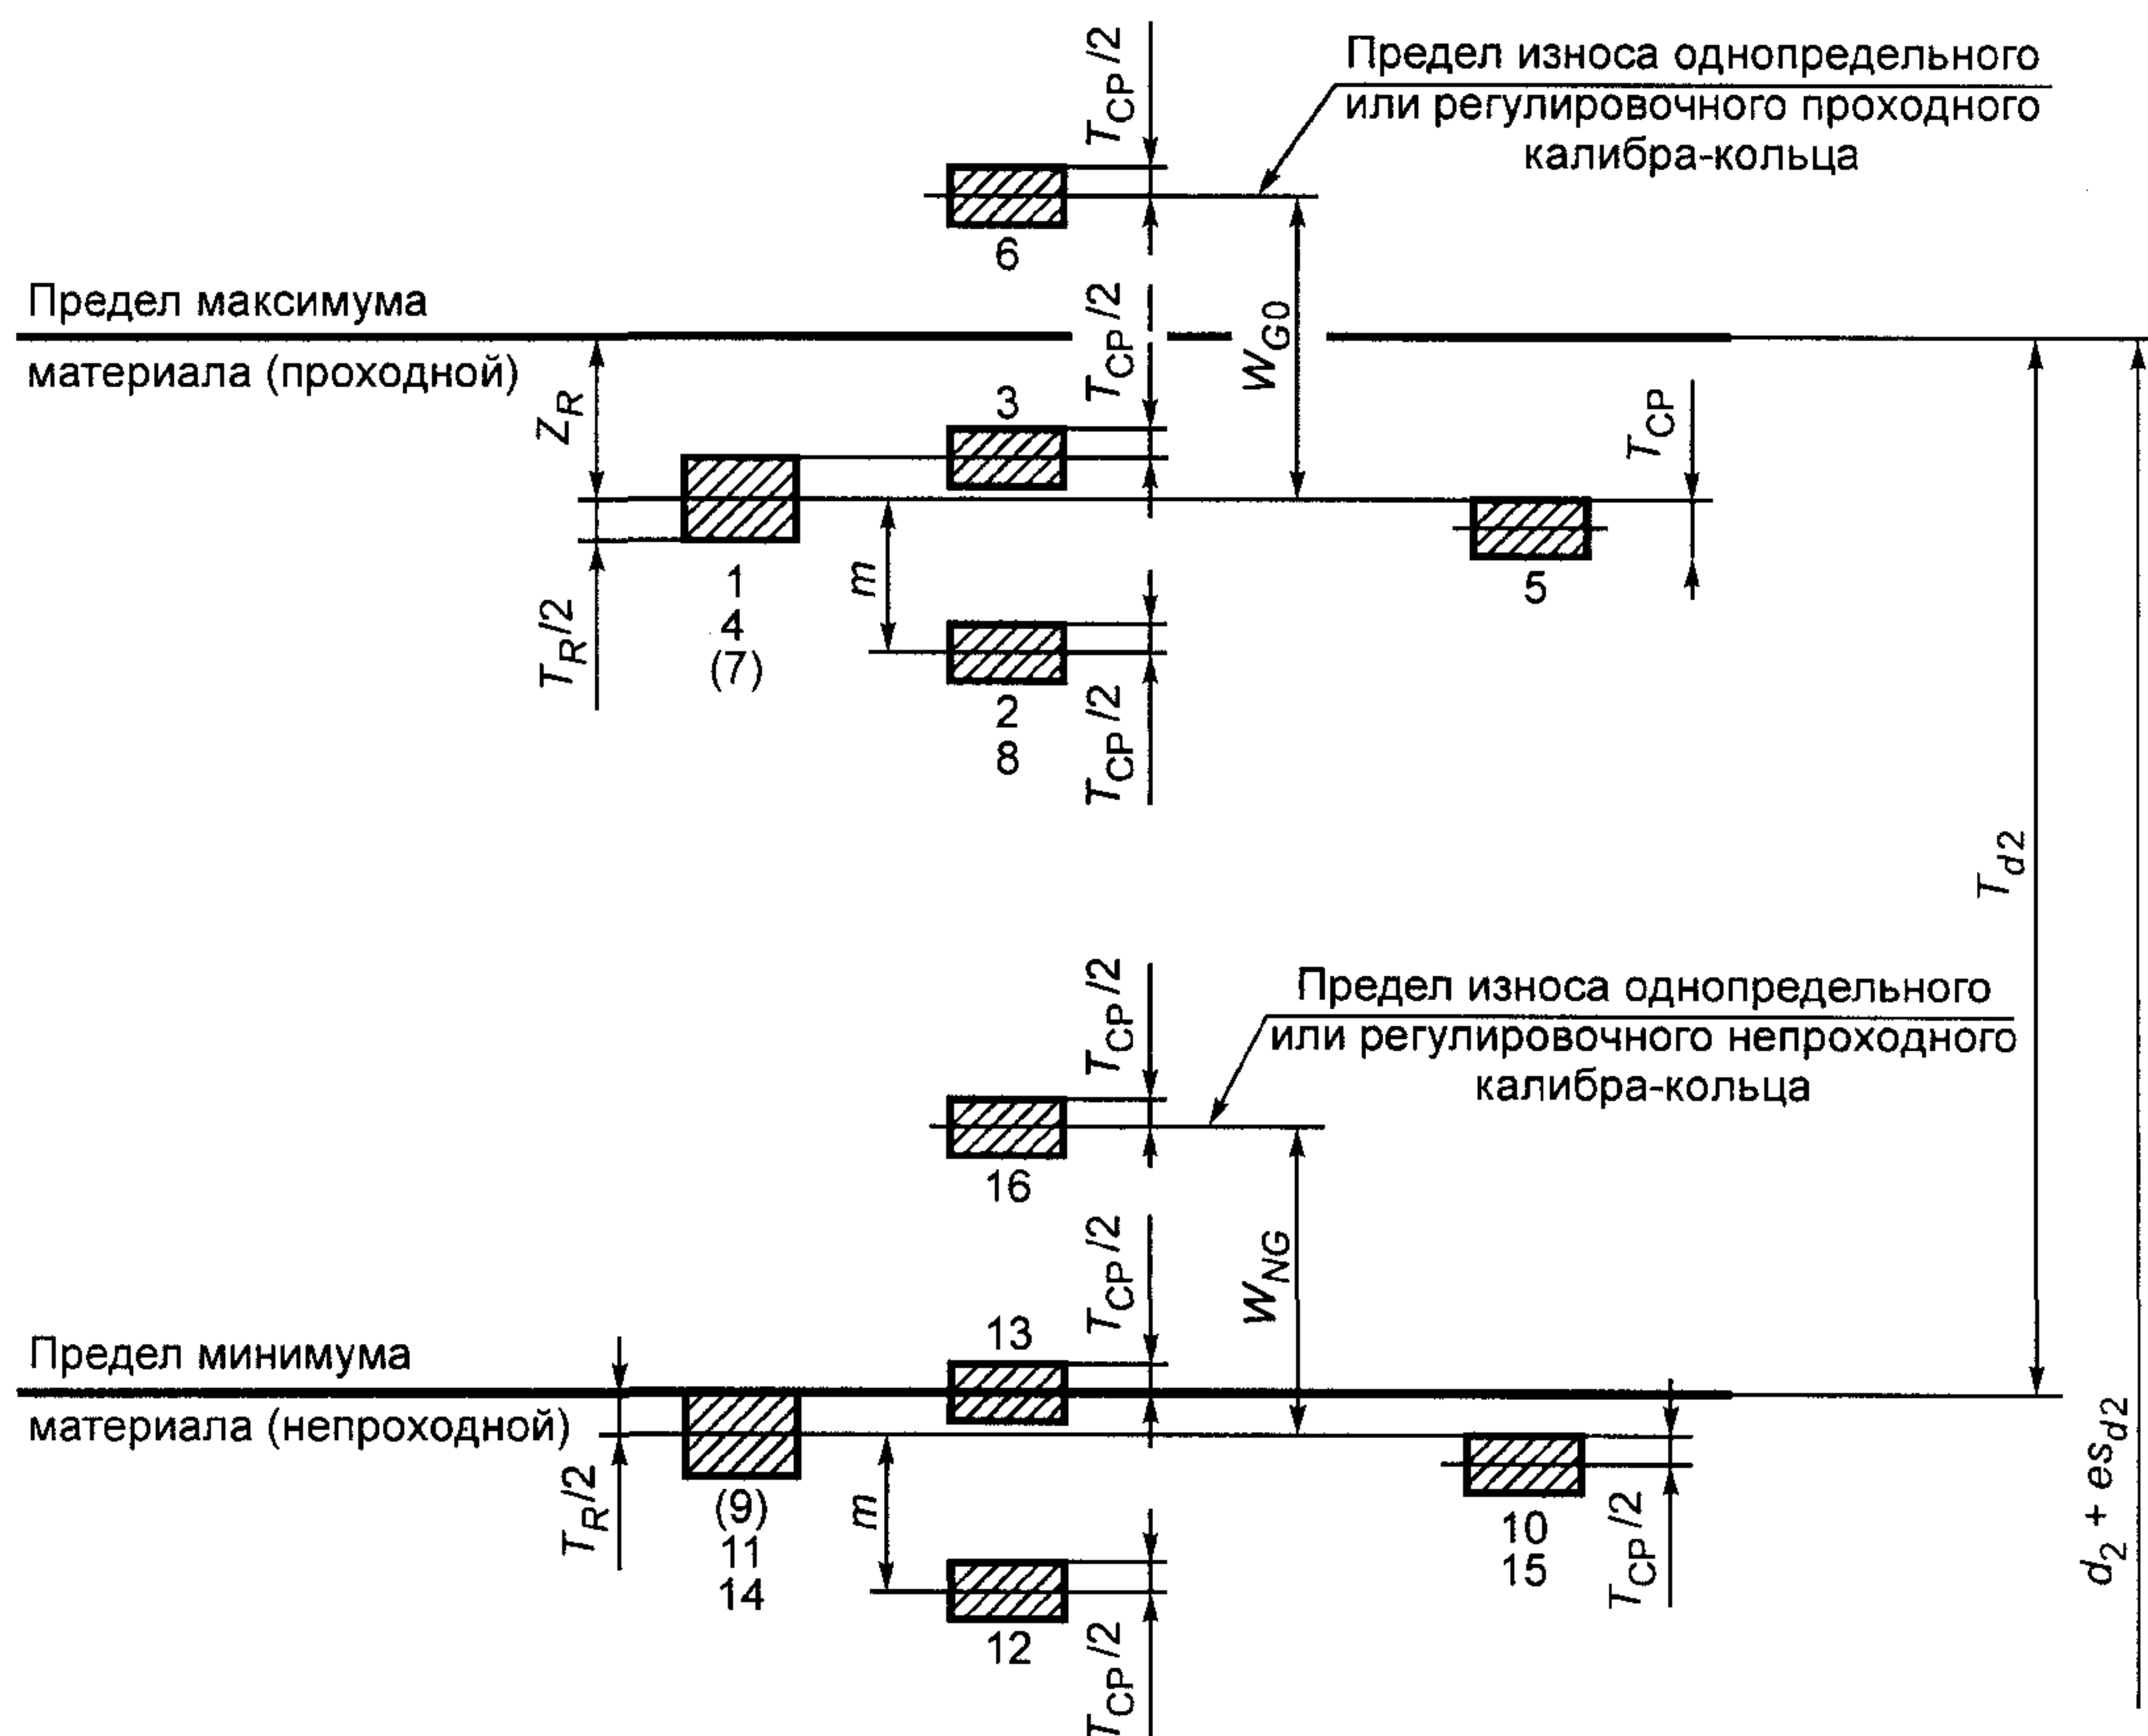 T_CP/2
Предел износа однопредельного
или регулировочного проходного
калибра-кольца
6
Предел максимума
материала (проходной)
Z_R
T_CP/2
W_G0
3
T_CP
1
4
(7)
T_R/2
m
5
2
8
T_CP/2
T_d2
T_CP/2
Предел износа однопредельного
или регулировочного непроходного
калибра-кольца
16
T_CP/2
W_NG
13
Предел минимума
материала (непроходной)
T_R/2
(9)
11
14
m
10
15
T_CP/2
12
T_CP/2
d_2 + es_d2